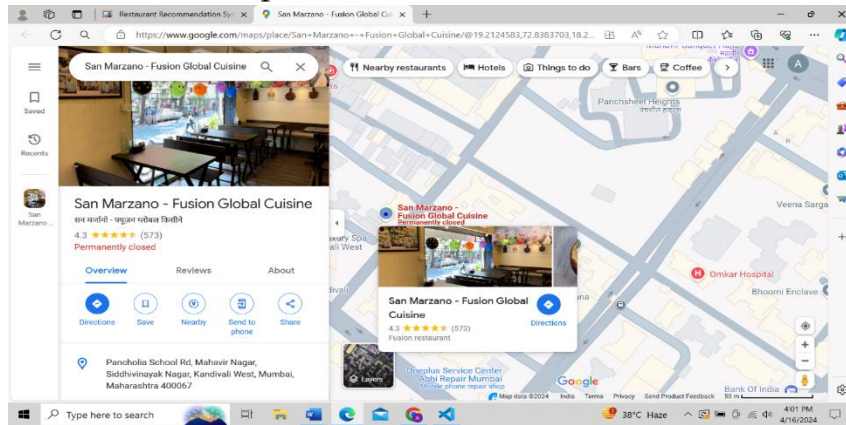 Restaurant Recommendation Sys
San Marzano - Fusion Global Cui
https://www.google.com/maps/place/San+Marzano+-+Fusion+Global+Cuisine/@19.2124583,72.8383703,18.2...
San Marzano - Fusion Global Cuisine
Nearby restaurants
Hotels
Things to do
Bars
Coffee
A
Saved
Recents
San
Marzano ...
Panchsheel Heights
San Marzano - Fusion Global Cuisine
4.3 (573)
Permanently closed
Overview
Reviews
About
Directions
Save
Nearby
Send to
phone
Share
Pancholia School Rd, Mahavir Nagar,
Siddhivinayak Nagar, Kandivali West, Mumbai,
Maharashtra 400067
San Marzano -
Fusion Global Cuisine
Permanently closed
Veena Sarga
Omkar Hospital
Bhoomi Enclave
San Marzano - Fusion Global
Cuisine
4.3 (573)
Fusion restaurant
Directions
Layers
Oneplus Service Center
- Abhi Repair Mumbai
Mobile phone repair shop
Google
Bank Of India
Map data ©2024 India Terms Privacy Send Product Feedback 50 m
Type here to search
38°C Haze
4:01 PM
4/16/2024